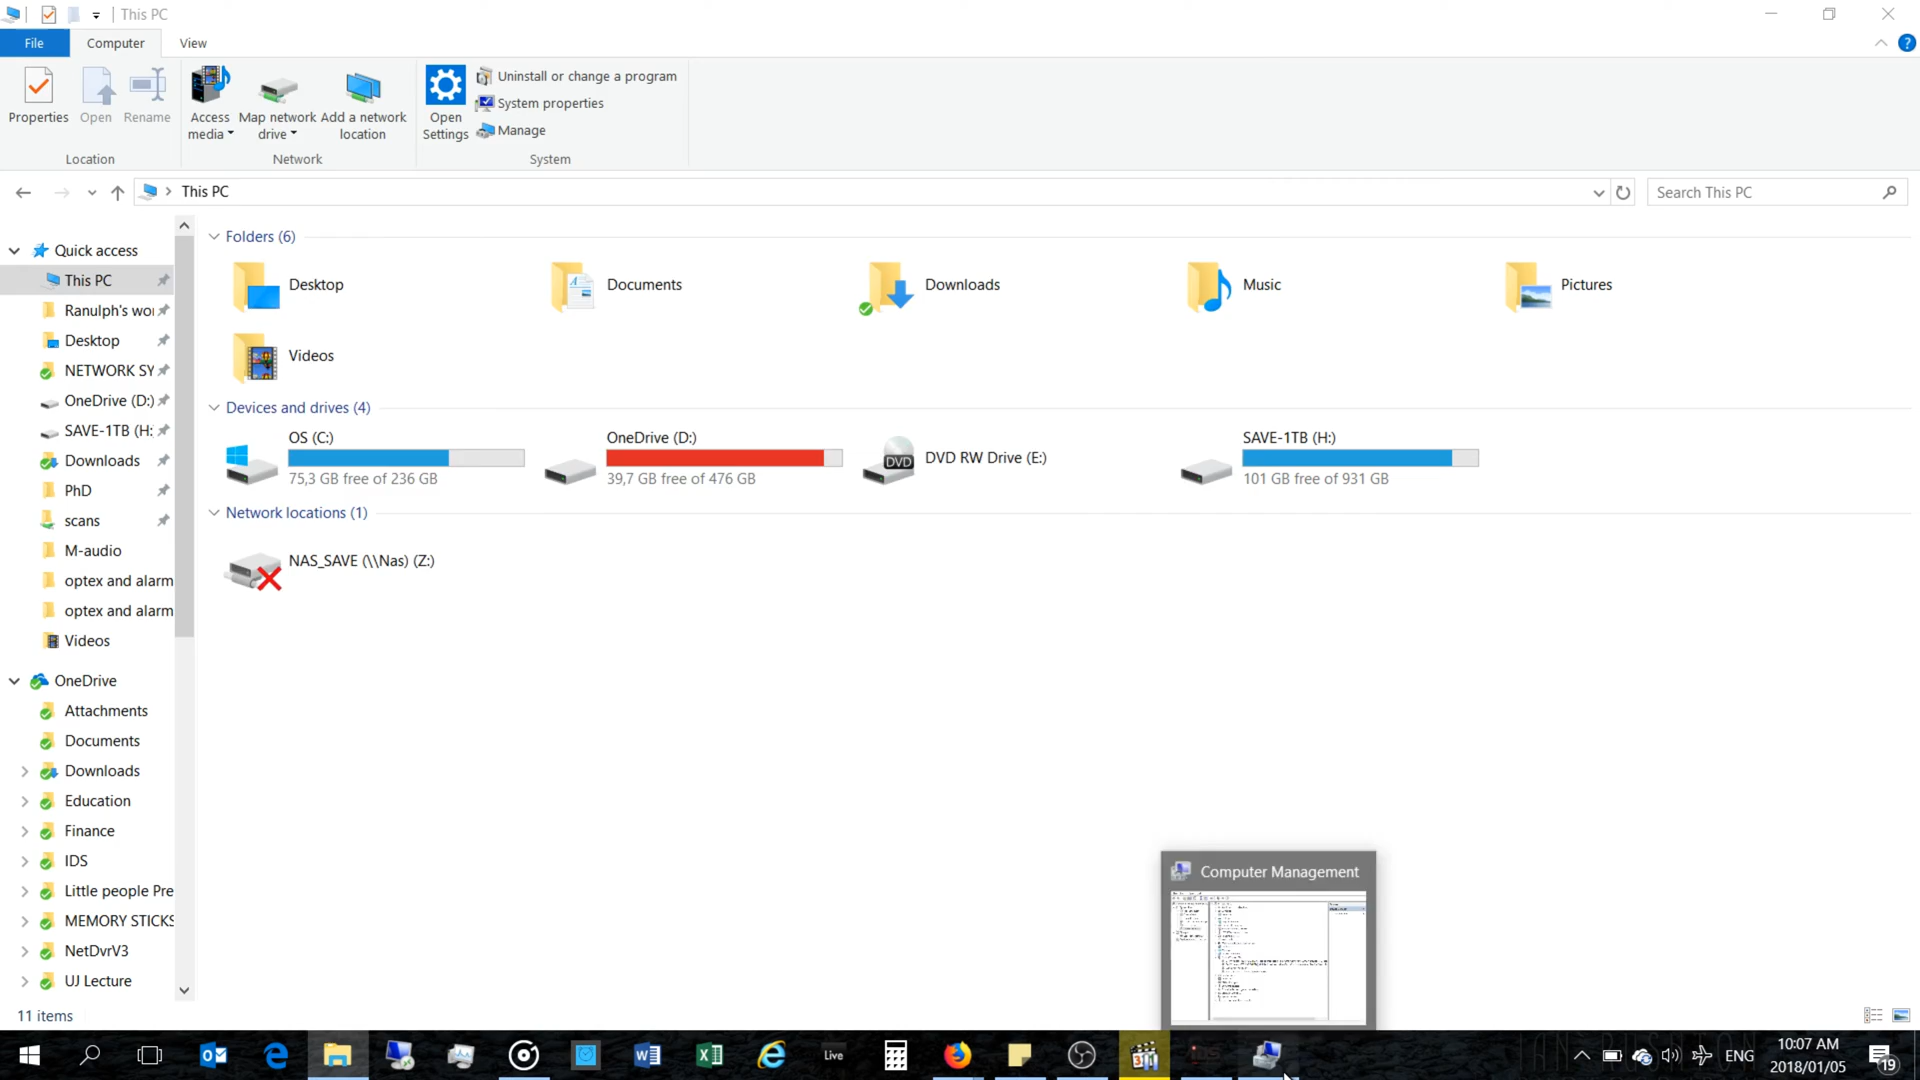 This PC
File
Computer
View
Properties
Open
Rename
Access media
Map network drive
Add a network location
Open Settings
Uninstall or change a program
System properties
Manage
Location
Network
System
This PC
Search This PC
Quick access
This PC
Ranulph's wor
Desktop
NETWORK SY
OneDrive (D:)
SAVE-1TB (H:
Downloads
PhD
scans
M-audio
optex and alarm
optex and alarm
Videos
OneDrive
Attachments
Documents
Downloads
Education
Finance
IDS
Little people Pre
MEMORY STICKS
NetDvrV3
UJ Lecture
Folders (6)
Desktop
Documents
Downloads
Music
Pictures
Videos
Devices and drives (4)
OS (C:)
75,3 GB free of 236 GB
OneDrive (D:)
39,7 GB free of 476 GB
DVD
DVD RW Drive (E:)
SAVE-1TB (H:)
101 GB free of 931 GB
Network locations (1)
NAS_SAVE (\\Nas) (Z:)
Computer Management
11 items
Live
ENG
10:07 AM
2018/01/05
19